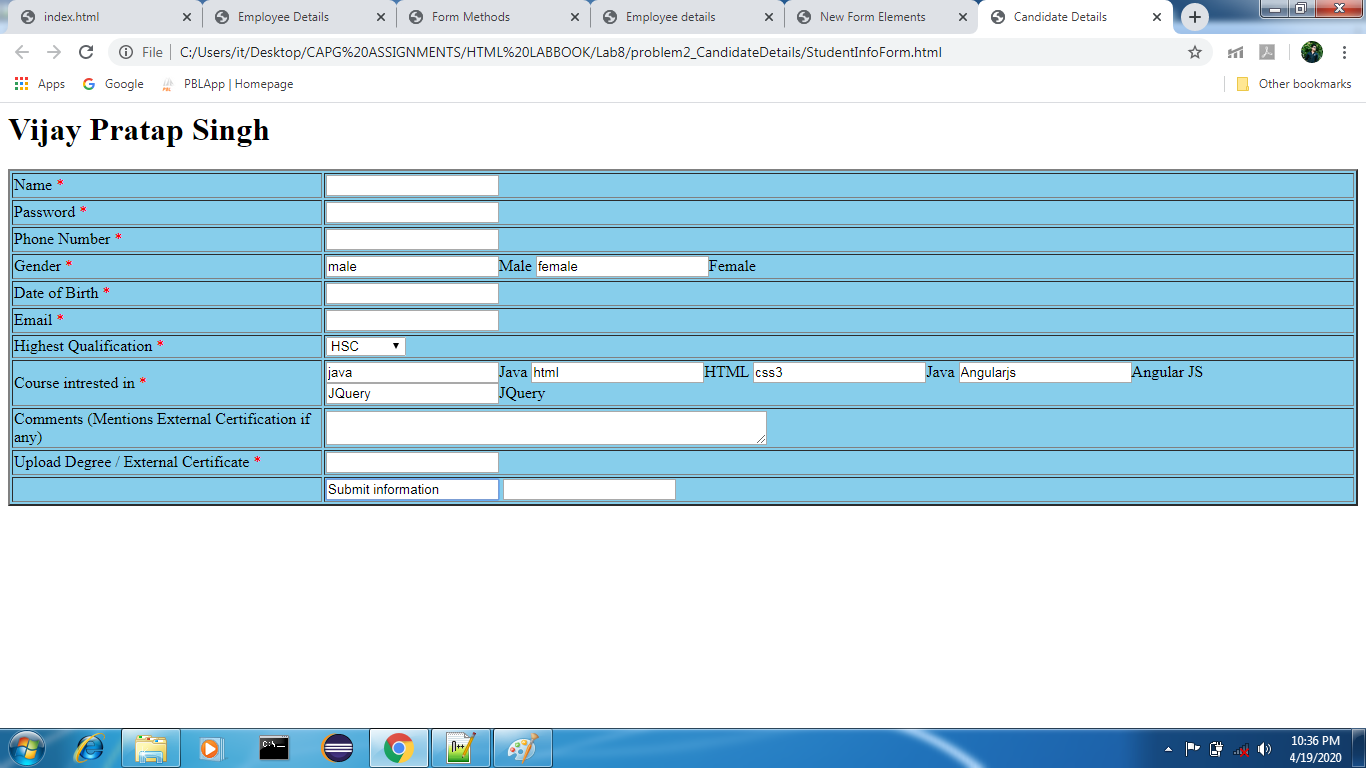 index.html Employee Details Form Methods Employee details New Form Elements Candidate Details
File C:/Users/it/Desktop/CAPG%20ASSIGNMENTS/HTML%20LABBOOK/Lab8/problem2_CandidateDetails/StudentInfoForm.html
Apps Google PBL PBLApp | Homepage Other bookmarks
Vijay Pratap Singh
Name *
Password *
Phone Number *
Gender * male Male female Female
Date of Birth *
Email *
Highest Qualification * HSC
Course intrested in * java Java html HTML css3 Java Angularjs Angular JS
JQuery JQuery
Comments (Mentions External Certification if
any)
Upload Degree / External Certificate *
Submit information
C:\_
10:36 PM
4/19/2020